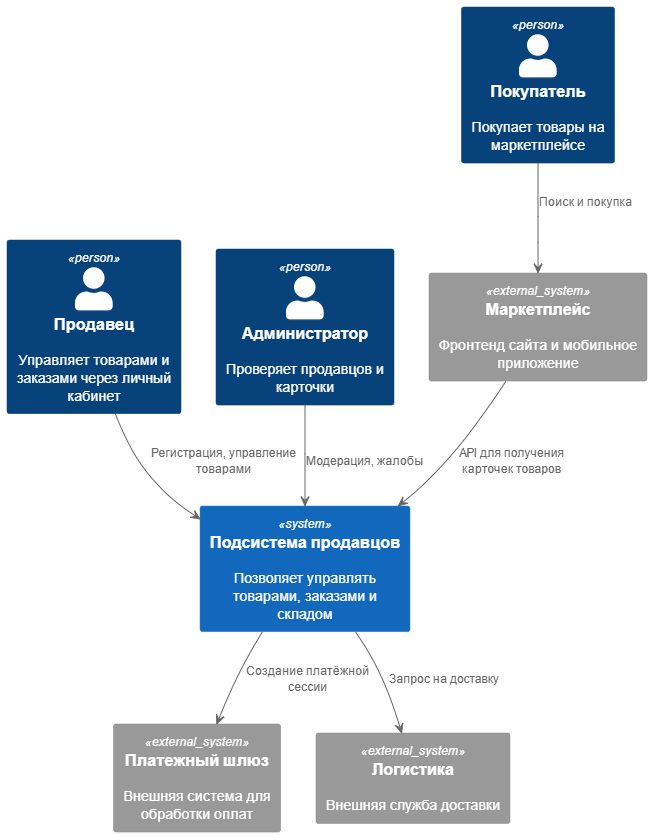 «person»
Покупатель
Покупает товары на
маркетплейсе
Поиск и покупка
«person»
Продавец
Управляет товарами и
заказами через личный
кабинет
«person»
Администратор
Проверяет продавцов и
карточки
«external_system»
Маркетплейс
Фронтенд сайта и мобильное
приложение
Регистрация, управление
товарами
Модерация, жалобы
API для получения
карточек товаров
«system»
Подсистема продавцов
Позволяет управлять
товарами, заказами и
складом
Создание платёжной
сессии
Запрос на доставку
«external_system»
Платежный шлюз
Внешняя система для
обработки оплат
«external_system»
Логистика
Внешняя служба доставки